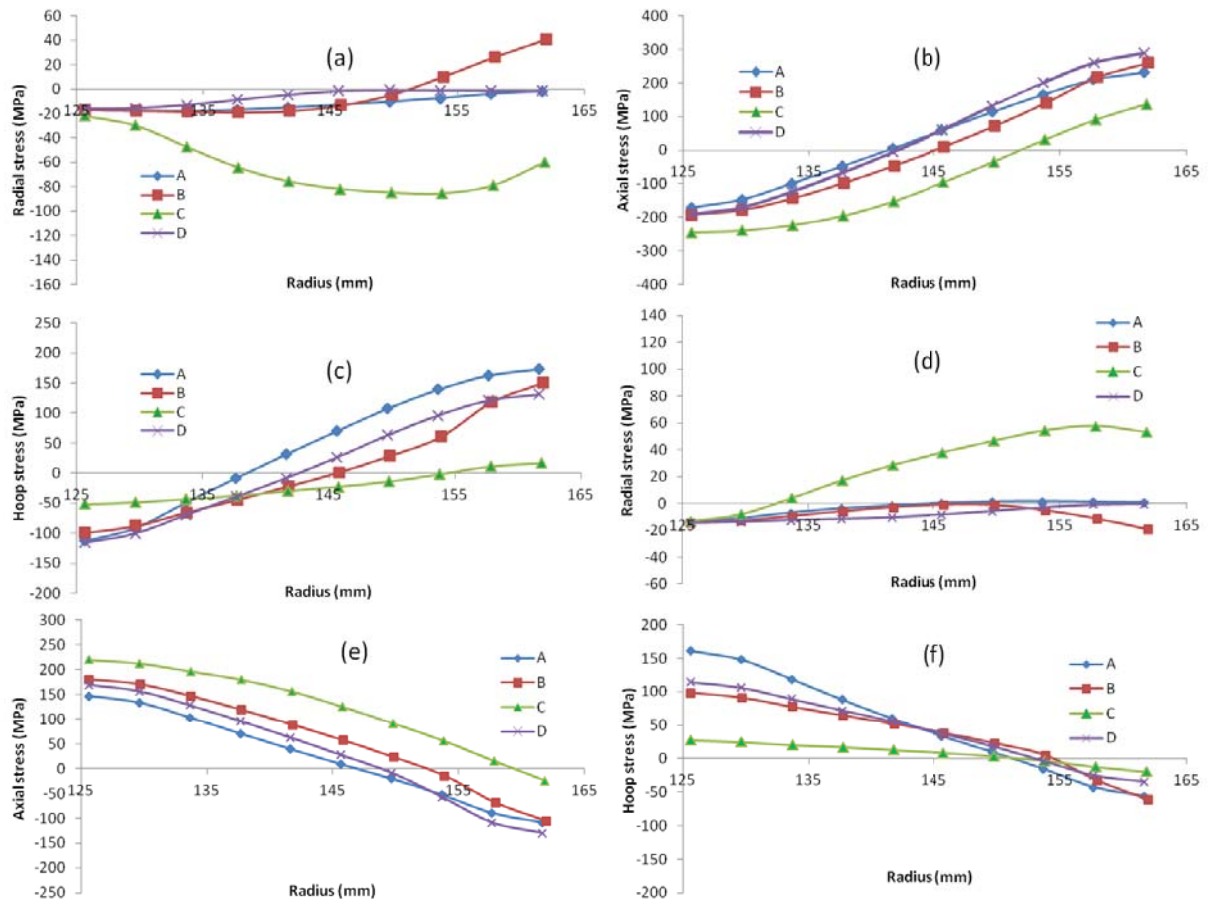 60
40
20
0
-20
-40
-60
-80
-100
-120
-140
-160
Radial stress (MPa)
125
135
145
155
165
Radius (mm)
(a)
A
B
C
D
400
300
200
100
0
-100
-200
-300
-400
Axial stress (MPa)
125
135
145
155
165
Radius (mm)
(b)
A
B
C
D
250
200
150
100
50
0
-50
-100
-150
-200
Hoop stress (MPa)
125
135
145
155
165
Radius (mm)
(c)
A
B
C
D
140
120
100
80
60
40
20
0
-20
-40
-60
Radial stress (MPa)
125
135
145
155
165
Radius (mm)
(d)
A
B
C
D
300
250
200
150
100
50
0
-50
-100
-150
-200
-250
Axial stress (MPa)
125
135
145
155
165
Radius (mm)
(e)
A
B
C
D
200
150
100
50
0
-50
-100
-150
-200
Hoop stress (MPa)
125
135
145
155
165
Radius (mm)
(f)
A
B
C
D